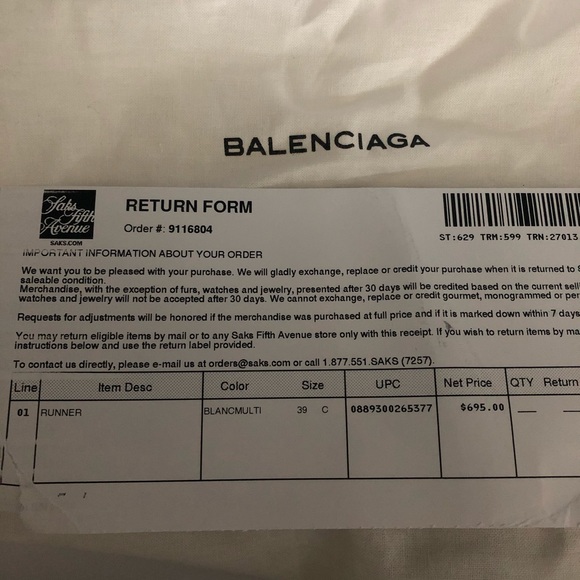 BALENCIAGA
Saks
Fifth
Avenue
SAKS.COM
RETURN FORM
Order #: 9116804
ST:629 TRM:599 TRN:27013
IMPORTANT INFORMATION ABOUT YOUR ORDER
We want you to be pleased with your purchase. We will gladly exchange, replace or credit your purchase when it is returned to S
saleable condition.
Merchandise, with the exception of furs, watches and jewelry, presented after 30 days will be credited based on the current sell
watches and jewelry will not be accepted after 30 days. We cannot exchange, replace or credit gourmet, monogrammed or per
Requests for adjustments will be honored if the merchandise was purchased at full price and if it is marked down within 7 days
You may return eligible items by mail or to any Saks Fifth Avenue store only with this receipt. If you wish to return items by ma
instructions below and use the return label provided.
To contact us directly, please e-mail us at orders@saks.com or call 1.877.551.SAKS (7257).
Line Item Desc Color Size UPC Net Price QTY Return
01 RUNNER BLANCMULTI 39 C 0889300265377 $695.00